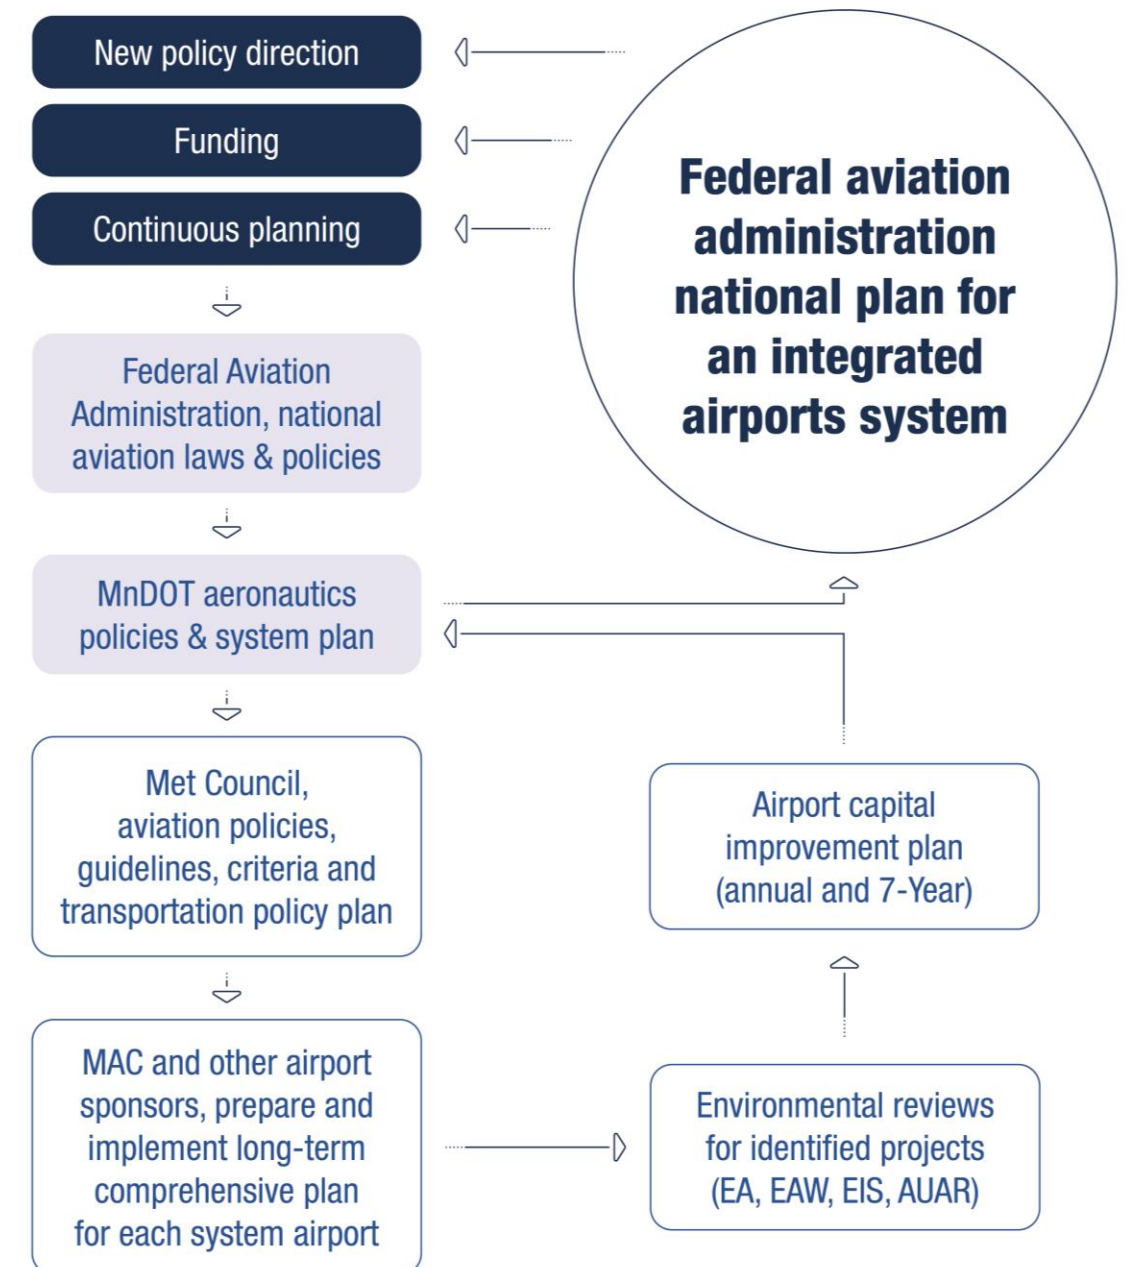 New policy direction
Funding
Continuous planning
Federal aviation
administration
national plan for
an integrated
airports system
Federal Aviation
Administration, national
aviation laws & policies
MnDOT aeronautics
policies & system plan
Met Council,
aviation policies,
guidelines, criteria and
transportation policy plan
Airport capital
improvement plan
(annual and 7-Year)
MAC and other airport
sponsors, prepare and
implement long-term
comprehensive plan
for each system airport
Environmental reviews
for identified projects
(EA, EAW, EIS, AUAR)